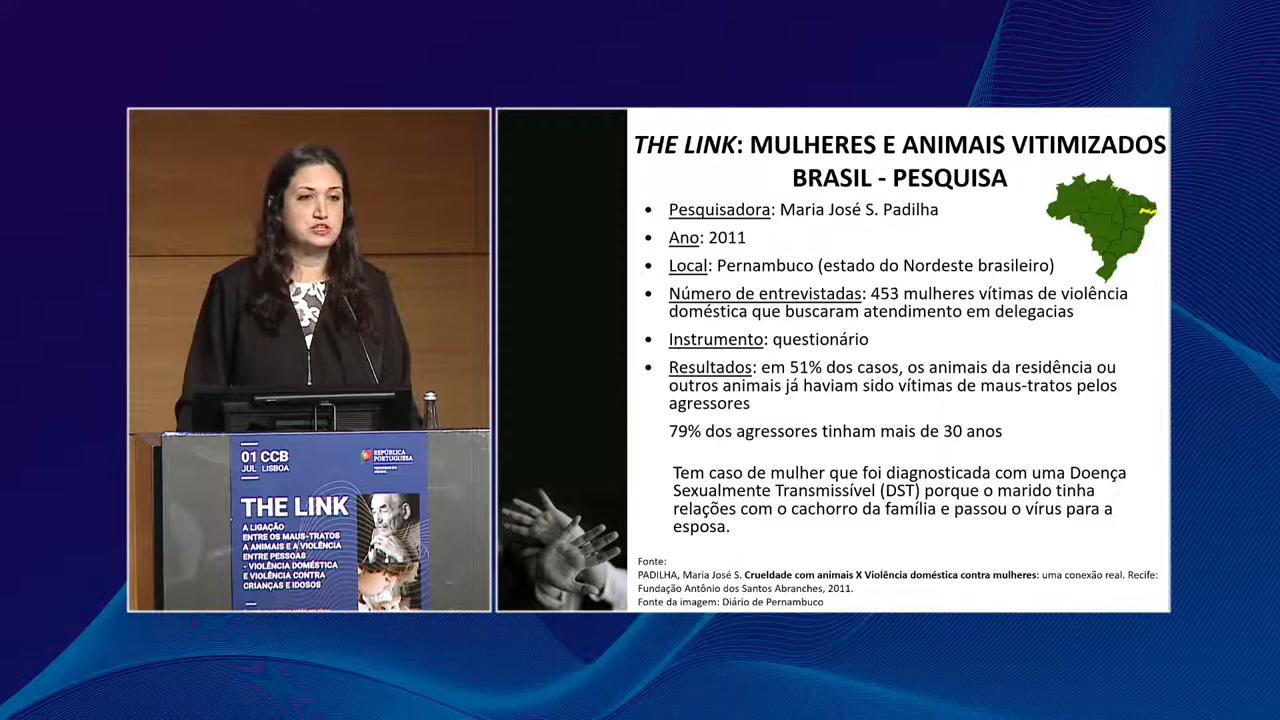 01 CCB
JUL LISBOA
REPÚBLICA
PORTUGUESA
THE LINK
A LIGAÇÃO
ENTRE OS MAUS-TRATOS
A ANIMAIS E A VIOLÊNCIA
ENTRE PESSOAS
- VIOLÊNCIA DOMÉSTICA
E VIOLÊNCIA CONTRA
CRIANÇAS E IDOSOS
THE LINK: MULHERES E ANIMAIS VITIMIZADOS
BRASIL - PESQUISA
• Pesquisadora: Maria José S. Padilha
• Ano: 2011
• Local: Pernambuco (estado do Nordeste brasileiro)
• Número de entrevistadas: 453 mulheres vítimas de violência
doméstica que buscaram atendimento em delegacias
• Instrumento: questionário
• Resultados: em 51% dos casos, os animais da residência ou
outros animais já haviam sido vítimas de maus-tratos pelos
agressores
79% dos agressores tinham mais de 30 anos
Tem caso de mulher que foi diagnosticada com uma Doença
Sexualmente Transmissível (DST) porque o marido tinha
relações com o cachorro da família e passou o vírus para a
esposa.
Fonte:
PADILHA, Maria José S. Crueldade com animais X Violência doméstica contra mulheres: uma conexão real. Recife:
Fundação Antônio dos Santos Abranches, 2011.
Fonte da imagem: Diário de Pernambuco